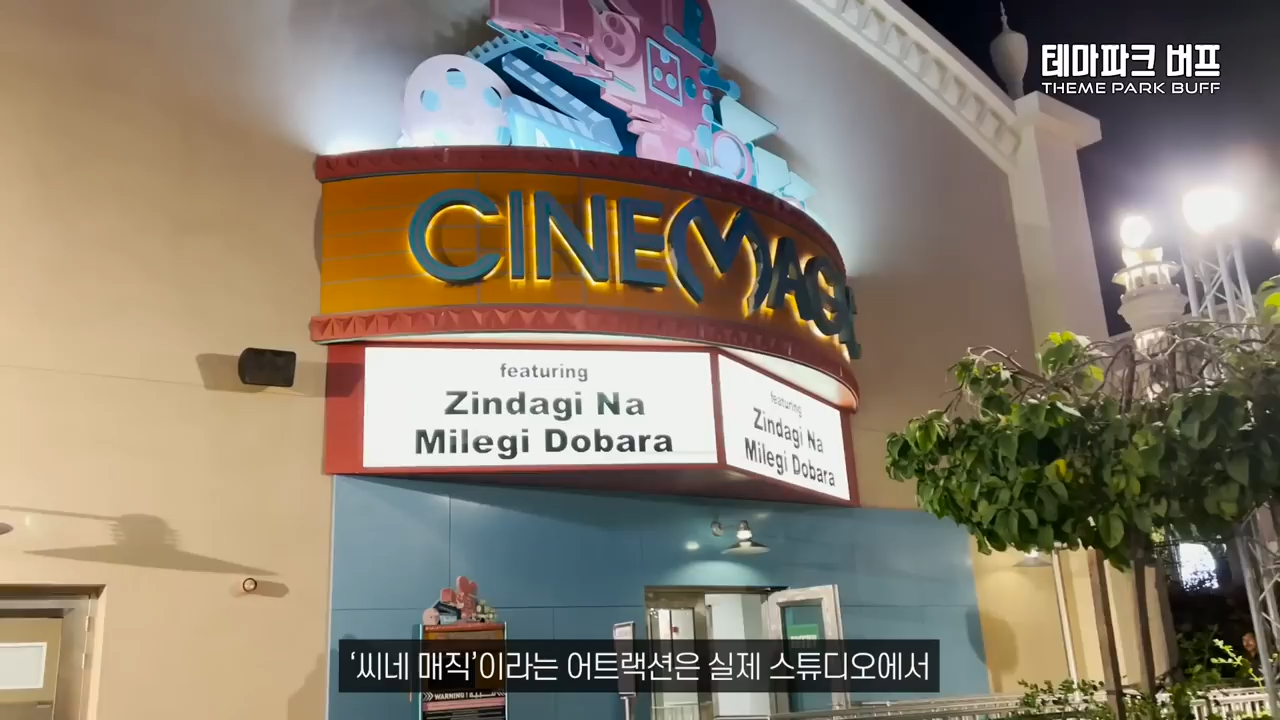 테마파크 버프
THEME PARK BUFF
CINEMAGIC
featuring
Zindagi Na
Milegi Dobara
featuring
Zindagi Na
Milegi Dobara
WARNING
'씨네 매직'이라는 어트랙션은 실제 스튜디오에서